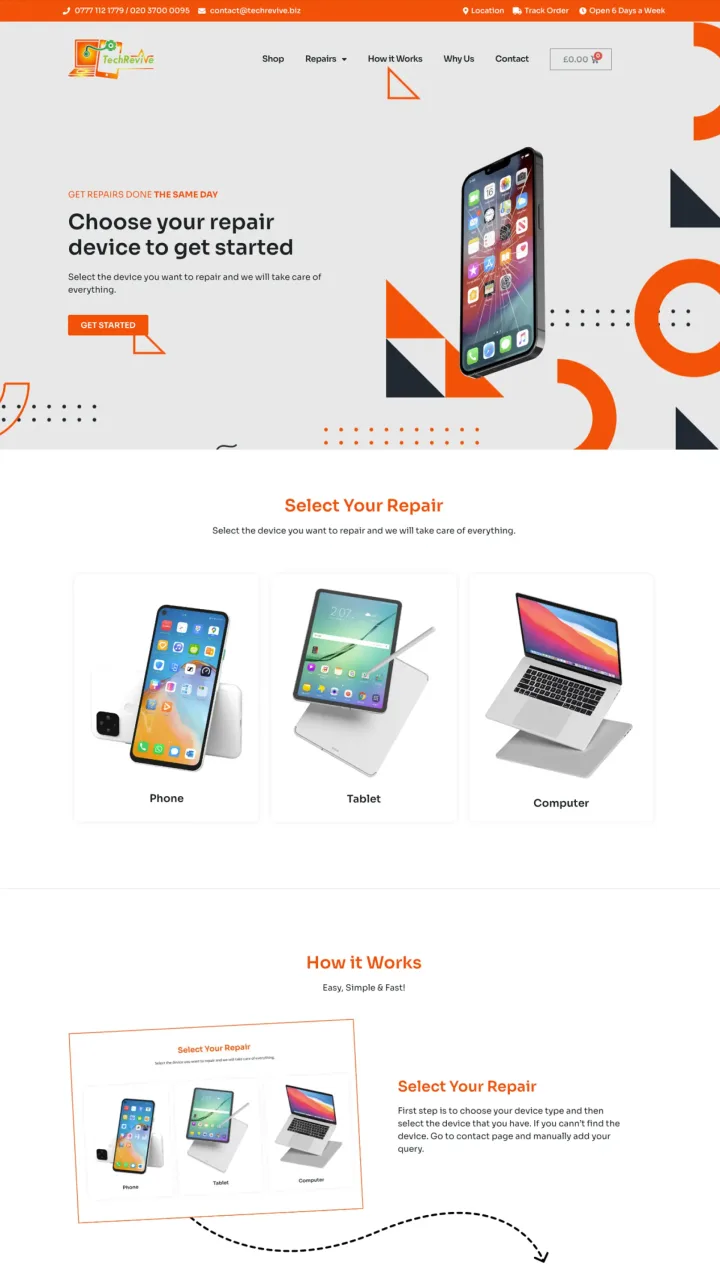 0777 112 1779 / 020 3700 0095 contact@techrevive.biz Location Track Order Open 6 Days a Week
TechRevive Shop Repairs How it Works Why Us Contact £0.00 0
GET REPAIRS DONE THE SAME DAY
Choose your repair
device to get started
Select the device you want to repair and we will take care of
everything.
GET STARTED
Select Your Repair
Select the device you want to repair and we will take care of everything.
2:07
Phone Tablet Computer
How it Works
Easy, Simple & Fast!
Select Your Repair
Select the device you want to repair and we will take care of everything.
Phone Tablet Computer
Select Your Repair
First step is to choose your device type and then
select the device that you have. If you cann't find the
device. Go to contact page and manually add your
query.